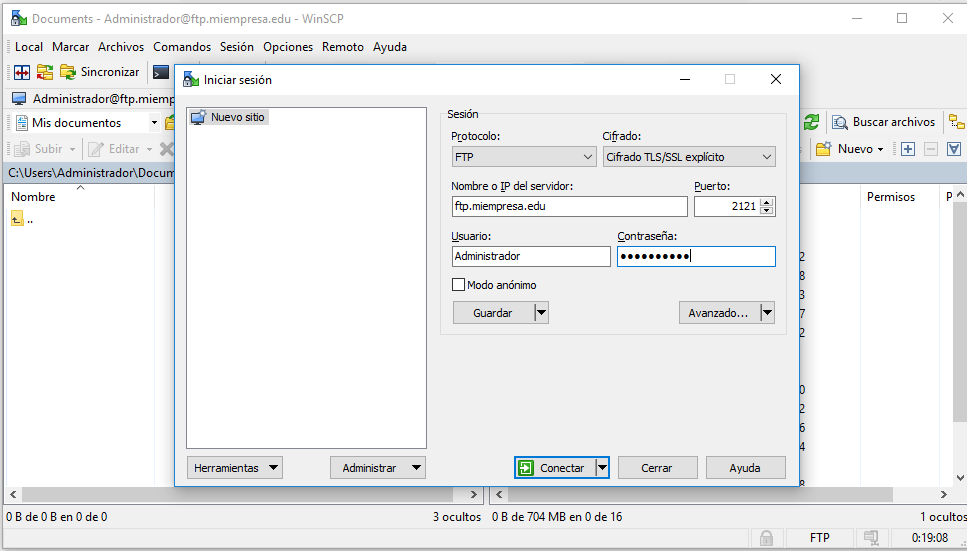 Documents - Administrador@ftp.miempresa.edu - WinSCP
Local Marcar Archivos Comandos Sesión Opciones Remoto Ayuda
Sincronizar
Administrador@ftp.miemp
Mis documentos
Buscar archivos
Subir Editar
Nuevo
C:\Users\Administrador\Docum
Nombre
Permisos P
..
2
8
3
7
2
0
2
6
4
8
Iniciar sesión
Nuevo sitio
Sesión
Protocolo: Cifrado:
FTP Cifrado TLS/SSL explícito
Nombre o IP del servidor: Puerto:
ftp.miempresa.edu 2121
Usuario: Contraseña:
Administrador ●●●●●●●●●●
Modo anónimo
Guardar Avanzado...
Herramientas Administrar Conectar Cerrar Ayuda
0 B de 0 B en 0 de 0 3 ocultos 0 B de 704 MB en 0 de 16 1 ocultos
FTP 0:19:08